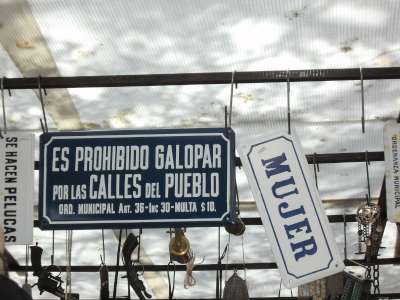 SE HACEN PELUCAS
ES PROHIBIDO GALOPAR
POR LAS CALLES DEL PUEBLO
ORD. MUNICIPAL ART. 36-INC 30-MULTA $ 10.
MUJER